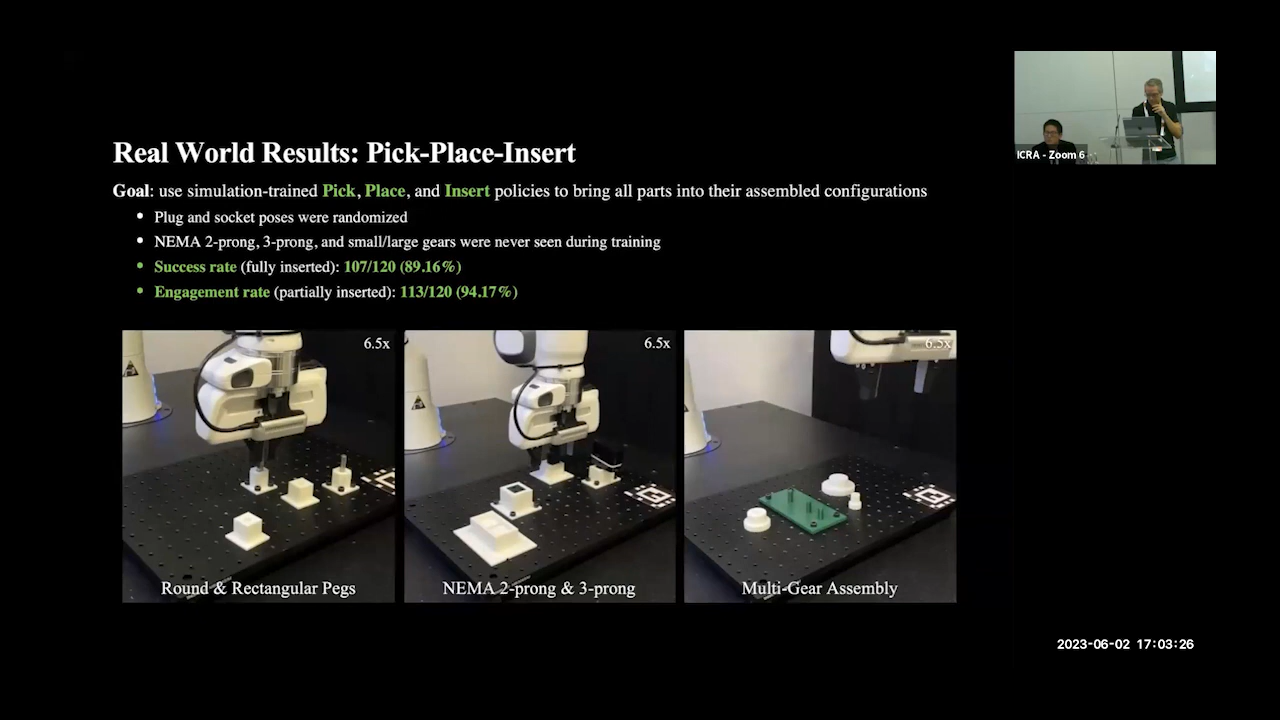 Real World Results: Pick-Place-Insert
Goal: use simulation-trained Pick, Place, and Insert policies to bring all parts into their assembled configurations
• Plug and socket poses were randomized
• NEMA 2-prong, 3-prong, and small/large gears were never seen during training
• Success rate (fully inserted): 107/120 (89.16%)
• Engagement rate (partially inserted): 113/120 (94.17%)
6.5x
6.5x
6.5x
Round & Rectangular Pegs
NEMA 2-prong & 3-prong
Multi-Gear Assembly
ICRA - Zoom 6
2023-06-02 17:03:26